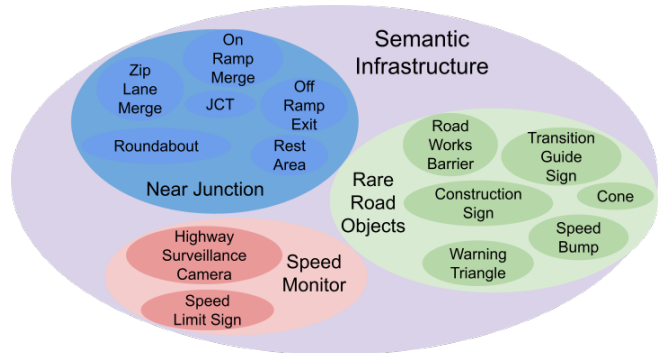 Semantic
Infrastructure
On
Ramp
Merge
Zip
Lane
Merge
JCT
Off
Ramp
Exit
Roundabout
Rest
Area
Near Junction
Road
Works
Barrier
Transition
Guide
Sign
Rare
Road
Objects
Construction
Sign
Cone
Speed
Bump
Warning
Triangle
Highway
Surveillance
Camera
Speed
Monitor
Speed
Limit Sign